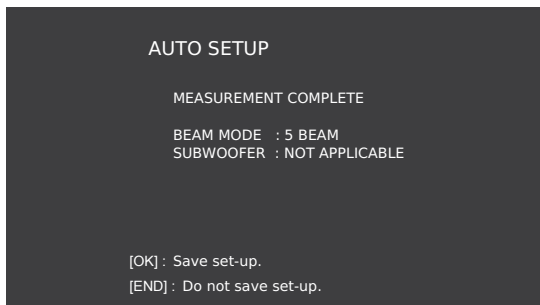 AUTO SETUP
MEASUREMENT COMPLETE
BEAM MODE : 5 BEAM
SUBWOOFER : NOT APPLICABLE
[OK] : Save set-up.
[END] : Do not save set-up.